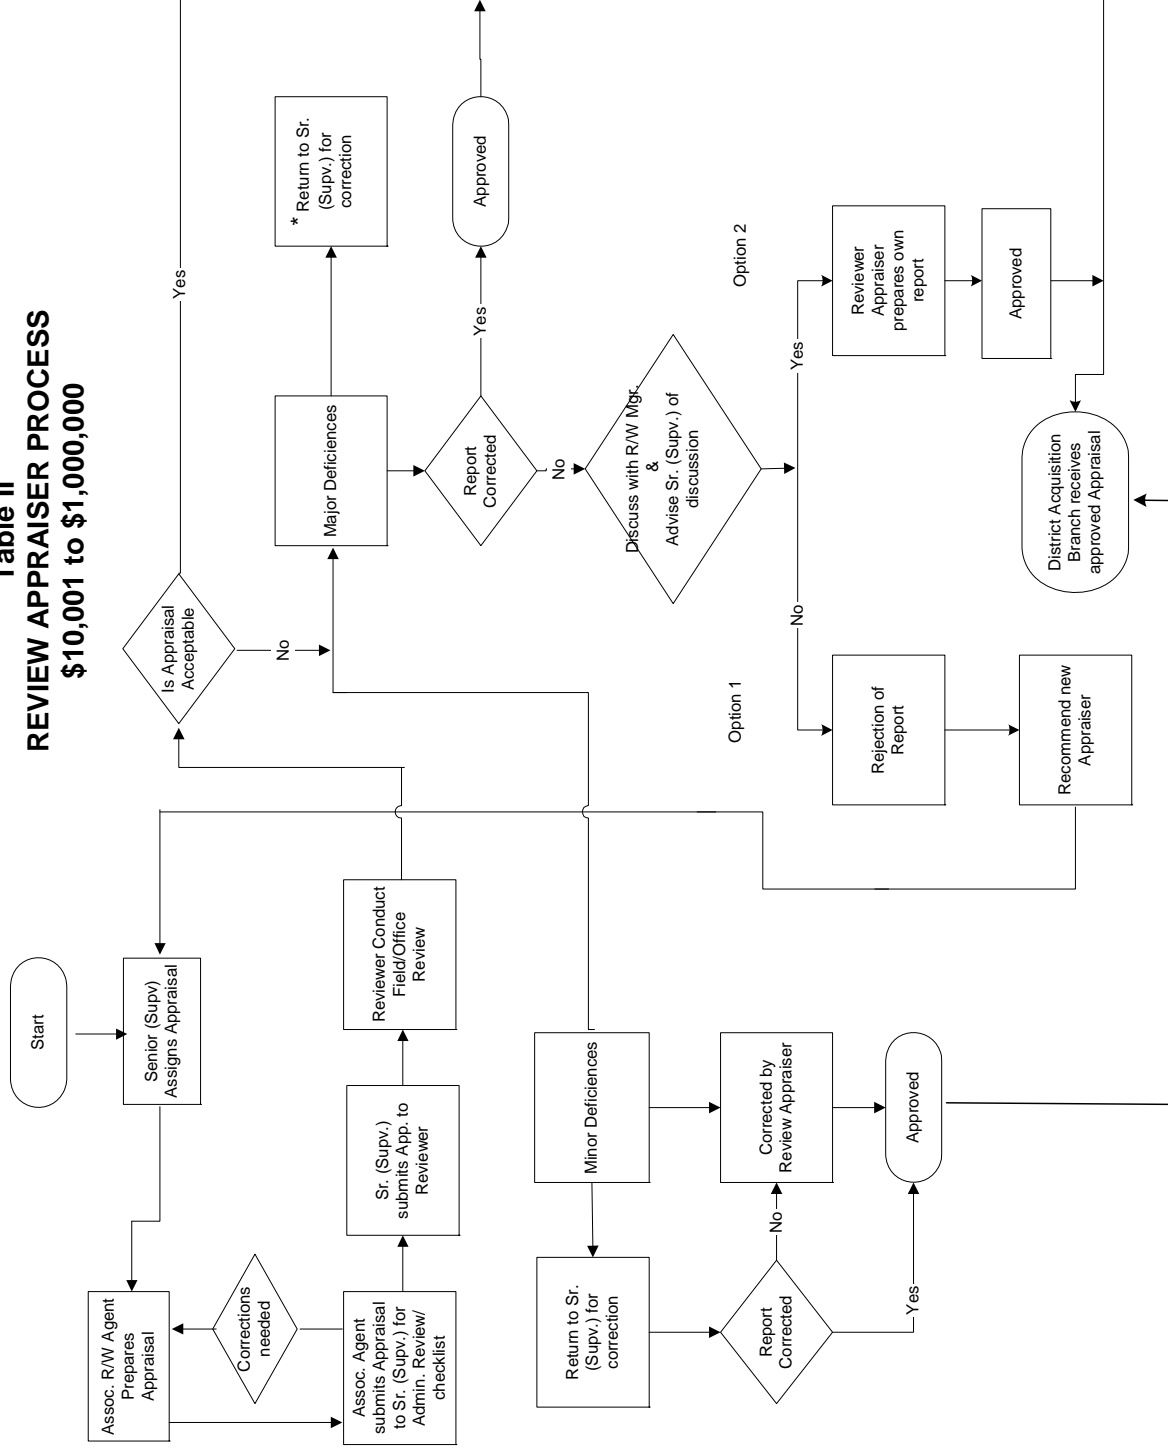 Table II
REVIEW APPRAISER PROCESS
$10,001 to $1,000,000
Start
Senior (Supv)
Assigns Appraisal
Assoc. R/W Agent
Prepares
Appraisal
Corrections
needed
Assoc. Agent
submits Appraisal
to Sr. (Supv.) for
Admin. Review/
checklist
Sr. (Supv.)
submits App. to
Reviewer
Reviewer Conduct
Field/Office
Review
Is Appraisal
Acceptable
Yes
No
Major Deficiences
* Return to Sr.
(Supv.) for
correction
Report
Corrected
Yes
Approved
No
Discuss with R/W Mgr.
&
Advise Sr. (Supv.) of
discussion
Minor Deficiences
Return to Sr.
(Supv.) for
correction
Corrected by
Review Appraiser
Report
Corrected
No
Yes
Approved
Option 1
No
Rejection of
Report
Recommend new
Appraiser
Option 2
Yes
Reviewer
Appraiser
prepares own
report
Approved
District Acquisition
Branch receives
approved Appraisal